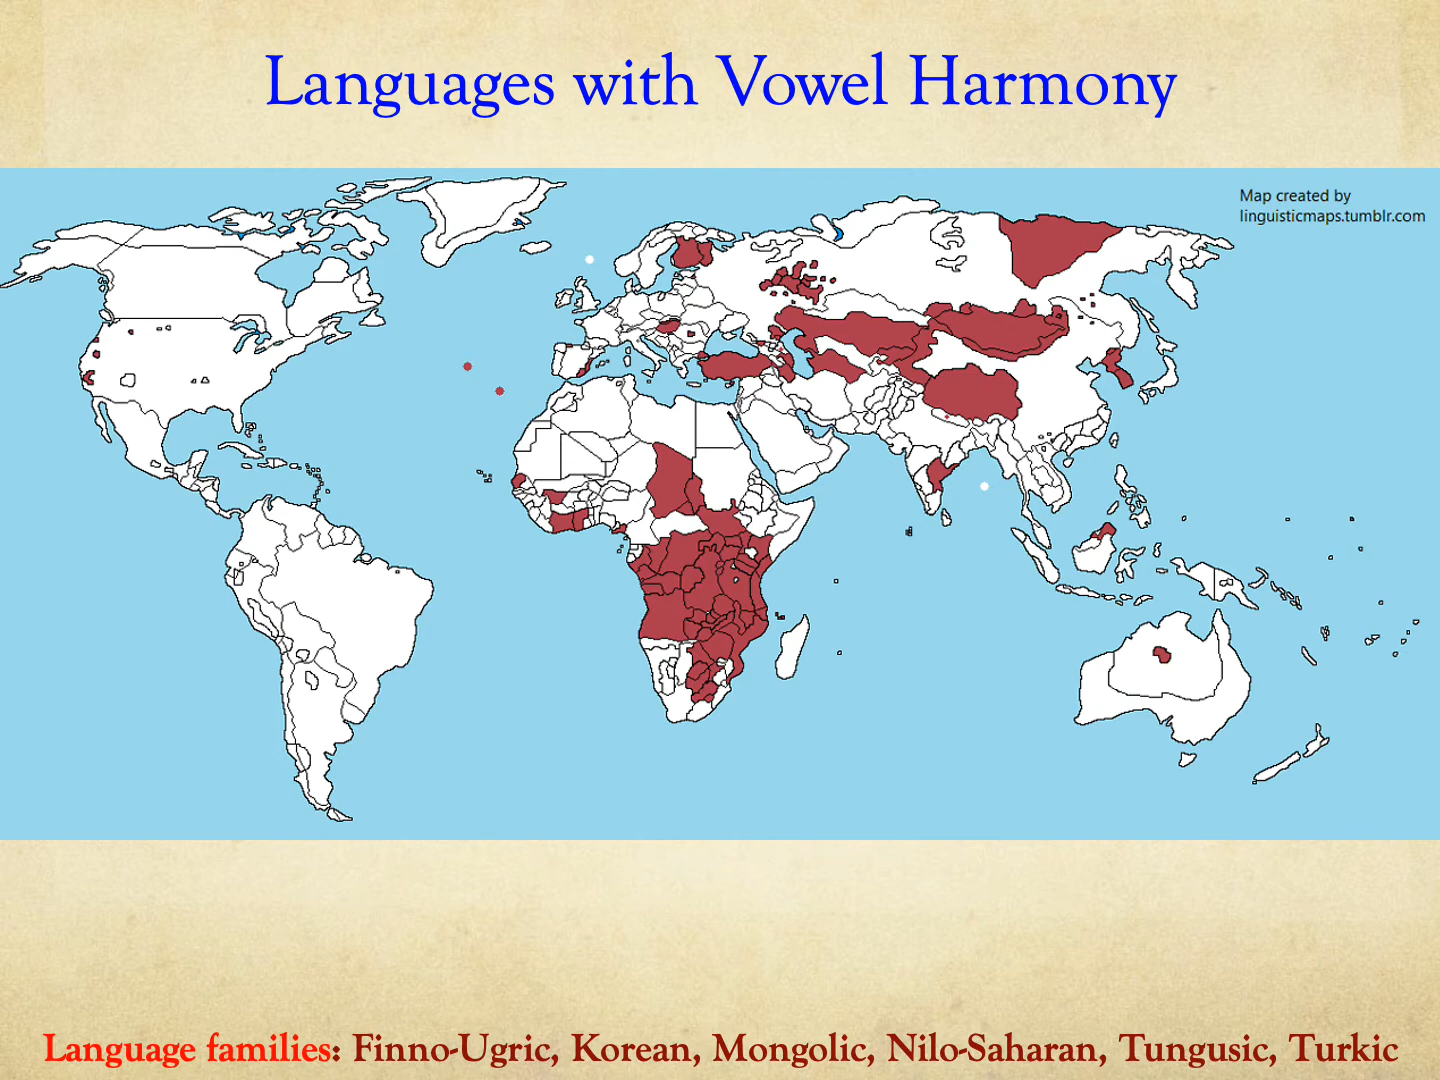 Languages with Vowel Harmony
Map created by
linguisticmaps.tumblr.com
Language families: Finno-Ugric, Korean, Mongolic, Nilo-Saharan, Tungusic, Turkic